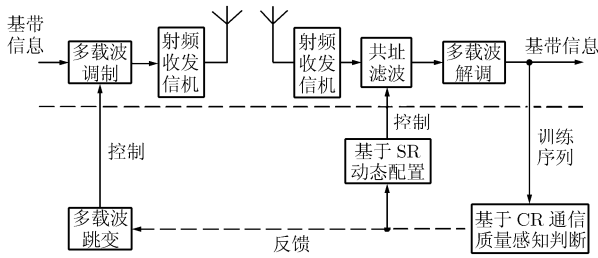 基带
信息
多载波
调制
射频
收发
信机
射频
收发
信机
共址
滤波
多载波
解调
基带信息
控制
控制
训练
序列
基于 SR
动态配置
多载波
跳变
反馈
基于 CR 通信
质量感知判断